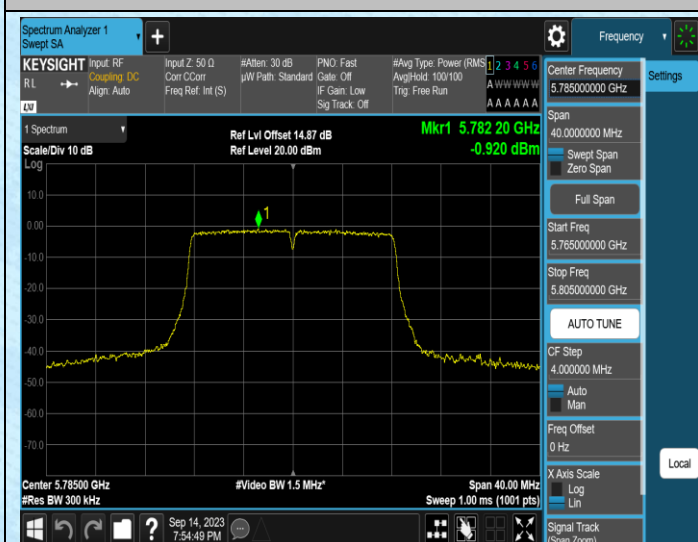 Spectrum Analyzer 1
Swept SA
Frequency
KEYSIGHT
RL
LXI
Input: RF
Coupling: DC
Align: Auto
Input Z: 50 Ω
Corr CCorr
Freq Ref: Int (S)
#Atten: 30 dB
µW Path: Standard
PNO: Fast
Gate: Off
IF Gain: Low
Sig Track: Off
#Avg Type: Power (RMS
Avg|Hold: 100/100
Trig: Free Run
1 2 3 4 5 6
A W W W W W
A A A A A A
1 Spectrum
Scale/Div 10 dB
Log
Ref Lvl Offset 14.87 dB
Ref Level 20.00 dBm
Mkr1 5.782 20 GHz
-0.920 dBm
10.0
0.00
-10.0
-20.0
-30.0
-40.0
-50.0
-60.0
-70.0
1
Center 5.78500 GHz
#Res BW 300 kHz
#Video BW 1.5 MHz*
Span 40.00 MHz
Sweep 1.00 ms (1001 pts)
Center Frequency
5.785000000 GHz
Settings
Span
40.0000000 MHz
Swept Span
Zero Span
Full Span
Start Freq
5.765000000 GHz
Stop Freq
5.805000000 GHz
AUTO TUNE
CF Step
4.000000 MHz
Auto
Man
Freq Offset
0 Hz
X Axis Scale
Log
Lin
Local
Signal Track
(Span Zoom)
?
Sep 14, 2023
7:54:49 PM